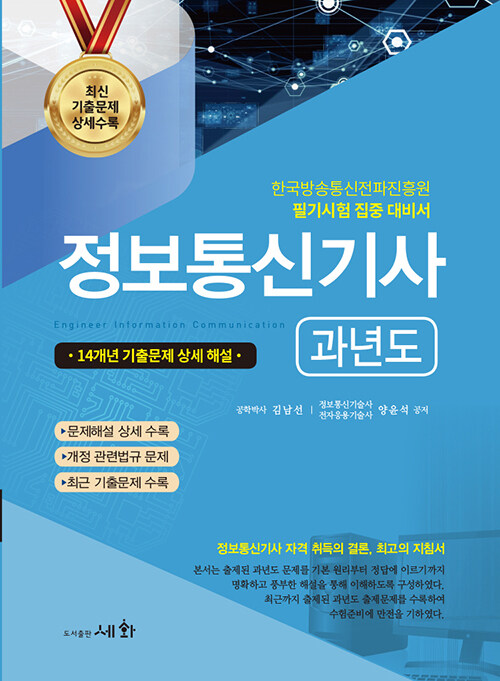 최신
기출문제
상세수록
한국방송통신전파진흥원
필기시험 집중 대비서
정보통신기사
Engineer Information Communication
과년도
• 14개년 기출문제 상세 해설 •
공학박사 김남선 | 정보통신기술사 전자응용기술사 양윤석 공저
▶문제해설 상세 수록
▶개정 관련법규 문제
▶최근 기출문제 수록
정보통신기사 자격 취득의 결론, 최고의 지침서
본서는 출제된 과년도 문제를 기본 원리부터 정답에 이르기까지
명확하고 풍부한 해설을 통해 이해하도록 구성하였다.
최근까지 출제된 과년도 출제문제를 수록하여
수험준비에 만전을 기하였다.
도서출판 세화